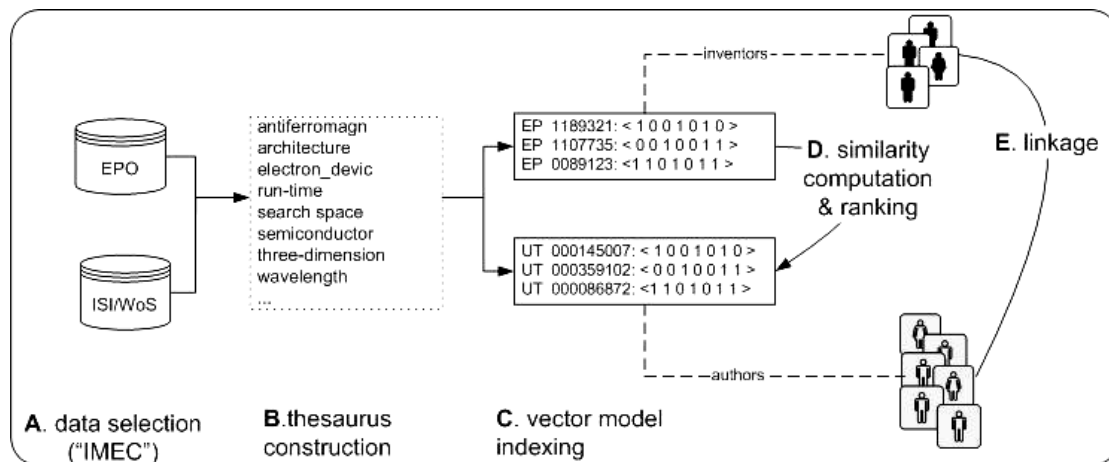 EPO
ISI/WoS
antiferromagn
architecture
electron_devic
run-time
search space
semiconductor
three-dimension
wavelength
...
inventors
EP 1189321: < 1 0 0 1 0 1 0 >
EP 1107735: < 0 0 1 0 0 1 1 >
EP 0089123: <1 1 0 1 0 1 1 >
UT 000145007: < 1 0 0 1 0 1 0 >
UT 000359102: < 0 0 1 0 0 1 1 >
UT 000086872: <1 1 0 1 0 1 1 >
authors
D. similarity
computation
& ranking
E. linkage
A. data selection
(“IMEC”)
B.thesaurus
construction
C. vector model
indexing